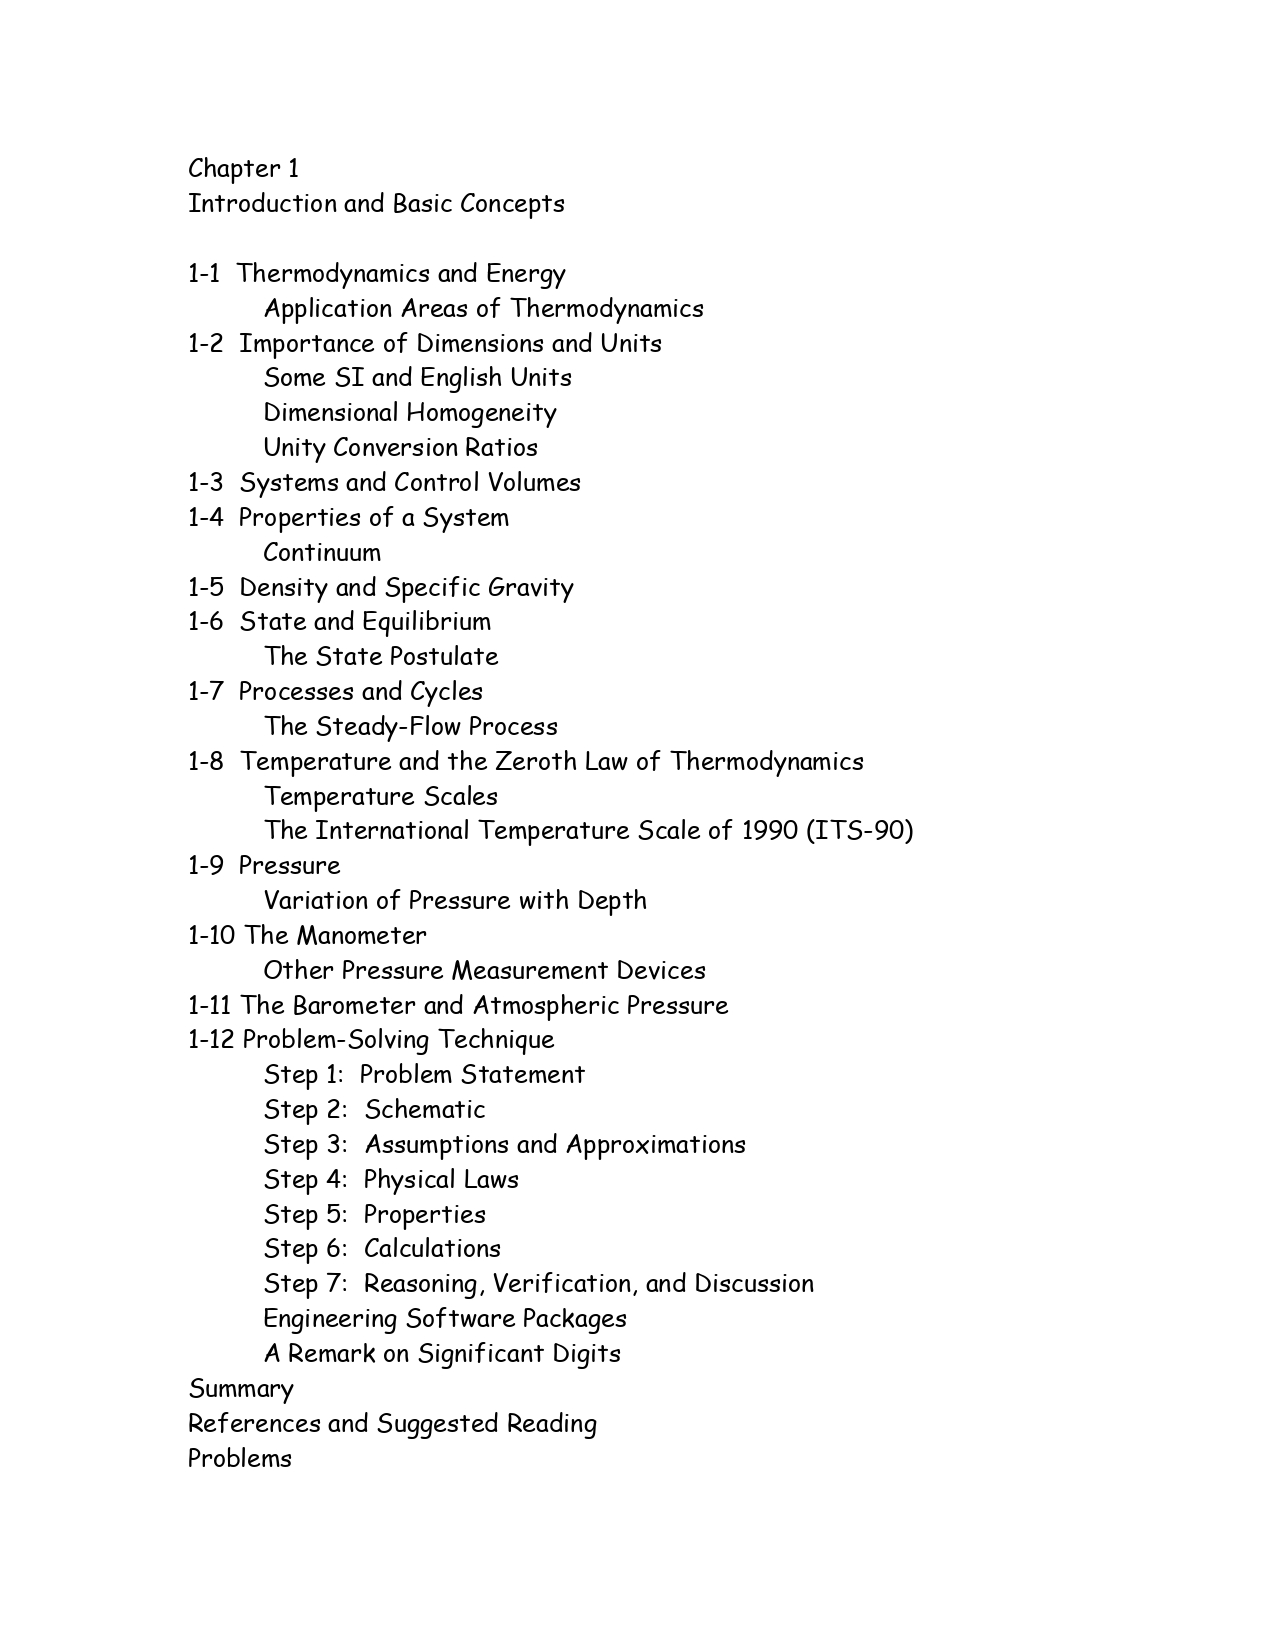 Chapter 1
Introduction and Basic Concepts
1-1 Thermodynamics and Energy
Application Areas of Thermodynamics
1-2 Importance of Dimensions and Units
Some SI and English Units
Dimensional Homogeneity
Unity Conversion Ratios
1-3 Systems and Control Volumes
1-4 Properties of a System
Continuum
1-5 Density and Specific Gravity
1-6 State and Equilibrium
The State Postulate
1-7 Processes and Cycles
The Steady-Flow Process
1-8 Temperature and the Zeroth Law of Thermodynamics
Temperature Scales
The International Temperature Scale of 1990 (ITS-90)
1-9 Pressure
Variation of Pressure with Depth
1-10 The Manometer
Other Pressure Measurement Devices
1-11 The Barometer and Atmospheric Pressure
1-12 Problem-Solving Technique
Step 1: Problem Statement
Step 2: Schematic
Step 3: Assumptions and Approximations
Step 4: Physical Laws
Step 5: Properties
Step 6: Calculations
Step 7: Reasoning, Verification, and Discussion
Engineering Software Packages
A Remark on Significant Digits
Summary
References and Suggested Reading
Problems